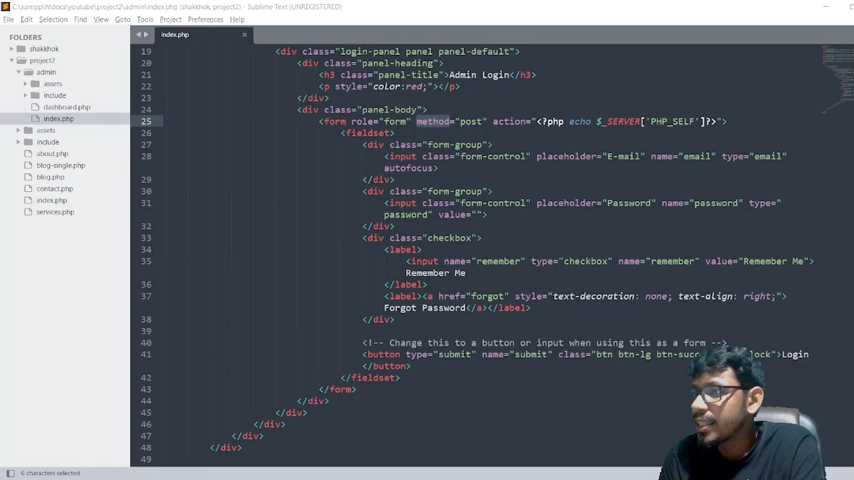 C:\xampp\htdocs\youtube\project2\admin\index.php (shakkhok, project2) - Sublime Text (UNREGISTERED)
File Edit Selection Find View Goto Tools Project Preferences Help
FOLDERS
shakkhok
project2
admin
assets
include
dashboard.php
index.php
assets
include
about.php
blog-single.php
blog.php
contact.php
index.php
services.php
index.php
19 <div class="login-panel panel panel-default">
20 <div class="panel-heading">
21 <h3 class="panel-title">Admin Login</h3>
22 <p style="color:red;"></p>
23 </div>
24 <div class="panel-body">
25 <form role="form" method="post" action="<?php echo $_SERVER['PHP_SELF']?>">
26 <fieldset>
27 <div class="form-group">
28 <input class="form-control" placeholder="E-mail" name="email" type="email"
autofocus>
29 </div>
30 <div class="form-group">
31 <input class="form-control" placeholder="Password" name="password" type="
password" value="">
32 </div>
33 <div class="checkbox">
34 <label>
35 <input name="remember" type="checkbox" name="remember" value="Remember Me">
Remember Me
36 </label>
37 <label><a href="forgot" style="text-decoration: none; text-align: right;">
Forgot Password</a></label>
38 </div>
39
40 <!-- Change this to a button or input when using this as a form -->
41 <button type="submit" name="submit" class="btn btn-lg btn-succ lock">Login
</button>
42 </fieldset>
43 </form>
44 </div>
45 </div>
46 </div>
47 </div>
48 </div>
49
6 characters selected